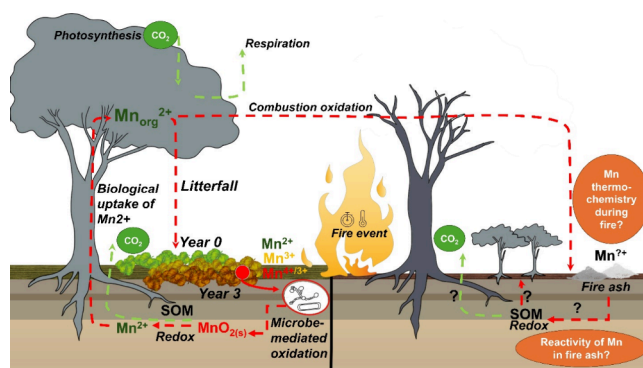 Photosynthesis
CO₂
Respiration
Mnorg²⁺
Combustion oxidation
Litterfall
Biological
uptake of
Mn2+
CO₂
Year 0
Mn²⁺
Mn³⁺
Mn⁴⁺/³⁺
Year 3
SOM
Mn²⁺
Redox
MnO₂(s)
Microbe-
mediated
oxidation
Fire event
CO₂
Mn
thermo-
chemistry
during
fire?
Mn?⁺
Fire ash
?
?
?
SOM
Redox
Reactivity of Mn
in fire ash?